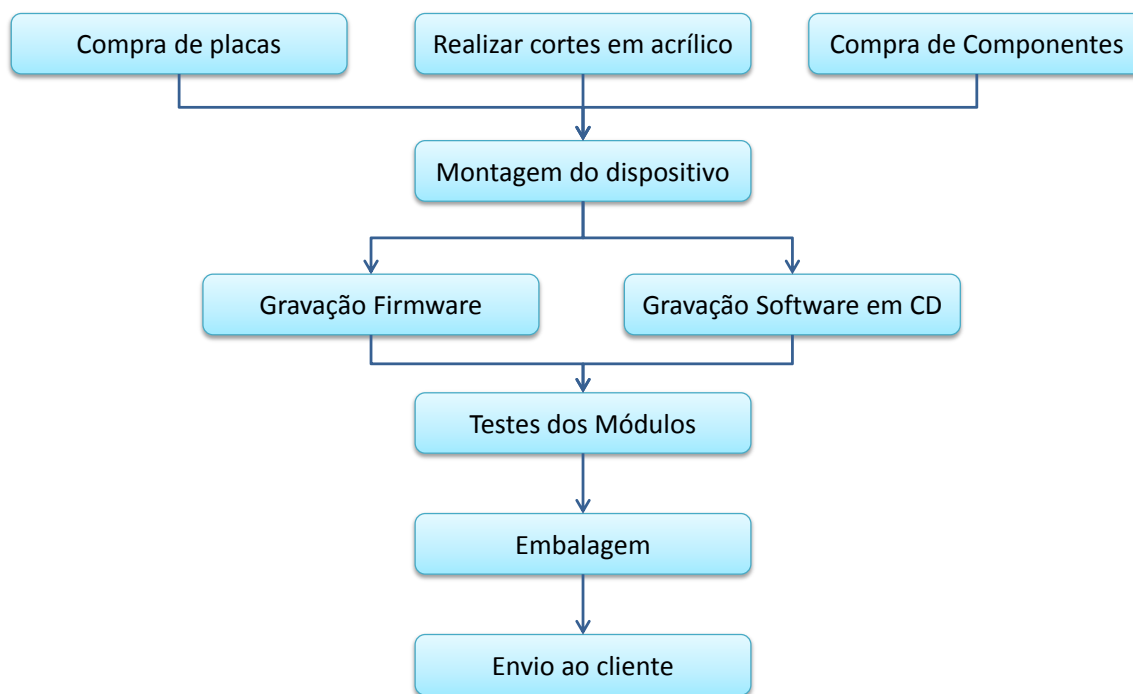 Compra de placas
Realizar cortes em acrílico
Compra de Componentes
Montagem do dispositivo
Gravação Firmware
Gravação Software em CD
Testes dos Módulos
Embalagem
Envio ao cliente